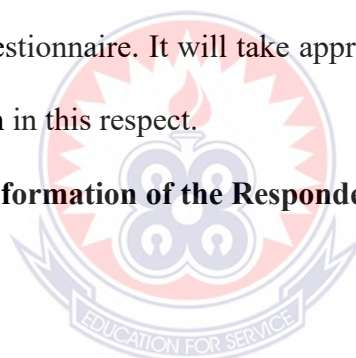 estionnaire. It will take appr
n in this respect.
formation of the Responde
EDUCATION FOR SERVICE